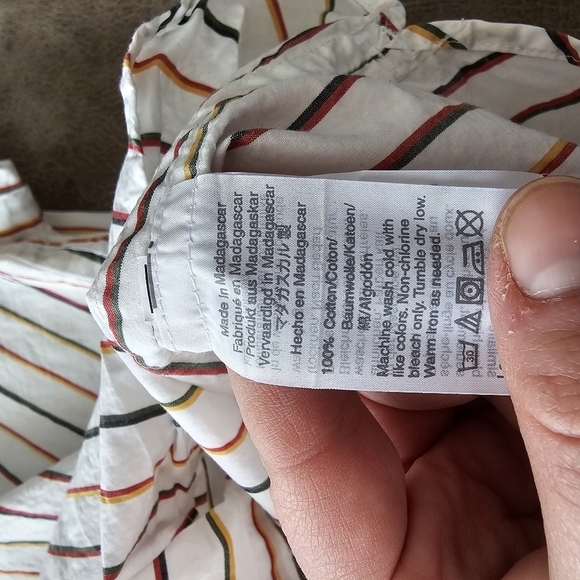 Made in Madagascar
Fabriqué en Madagascar
Produkt aus Madagaskar
Vervaardigd in Madagascar
マダガスカル 製
Hecho en Madagascar
100% Cotton/Coton/
Baumwolle/Katoen/
綿/Algodón
Machine wash cold with
like colors. Non-chlorine
bleach only. Tumble dry low.
Warm iron as needed.
30